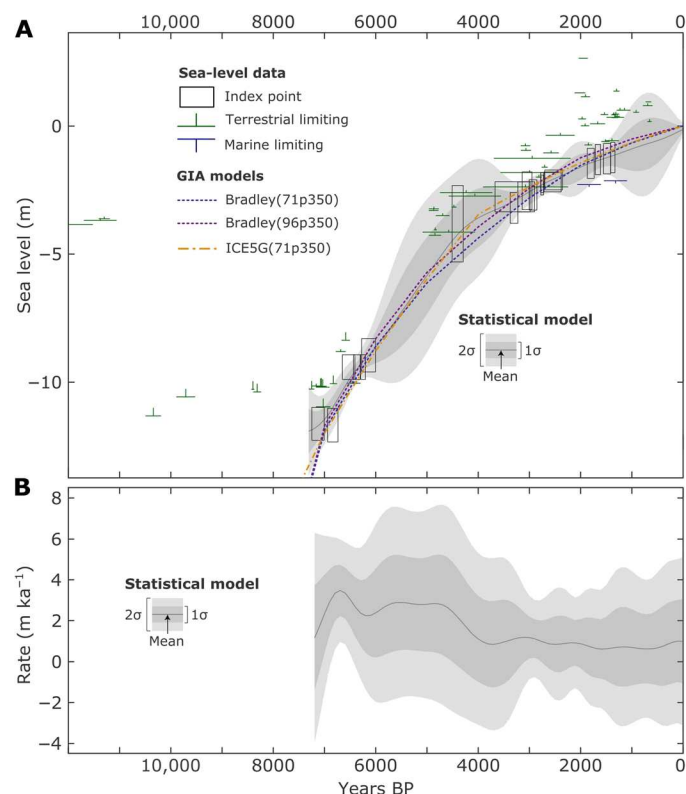 A
10,000 8000 6000 4000 2000 0
Sea-level data
Index point
Terrestrial limiting
Marine limiting
GIA models
Bradley(71p350)
Bradley(96p350)
ICE5G(71p350)
0
−5
−10
Sea level (m)
Statistical model
2σ 1σ
Mean
B
8
6
4
2
0
−2
−4
Rate (m ka⁻¹)
Statistical model
2σ 1σ
Mean
10,000 8000 6000 4000 2000 0
Years BP